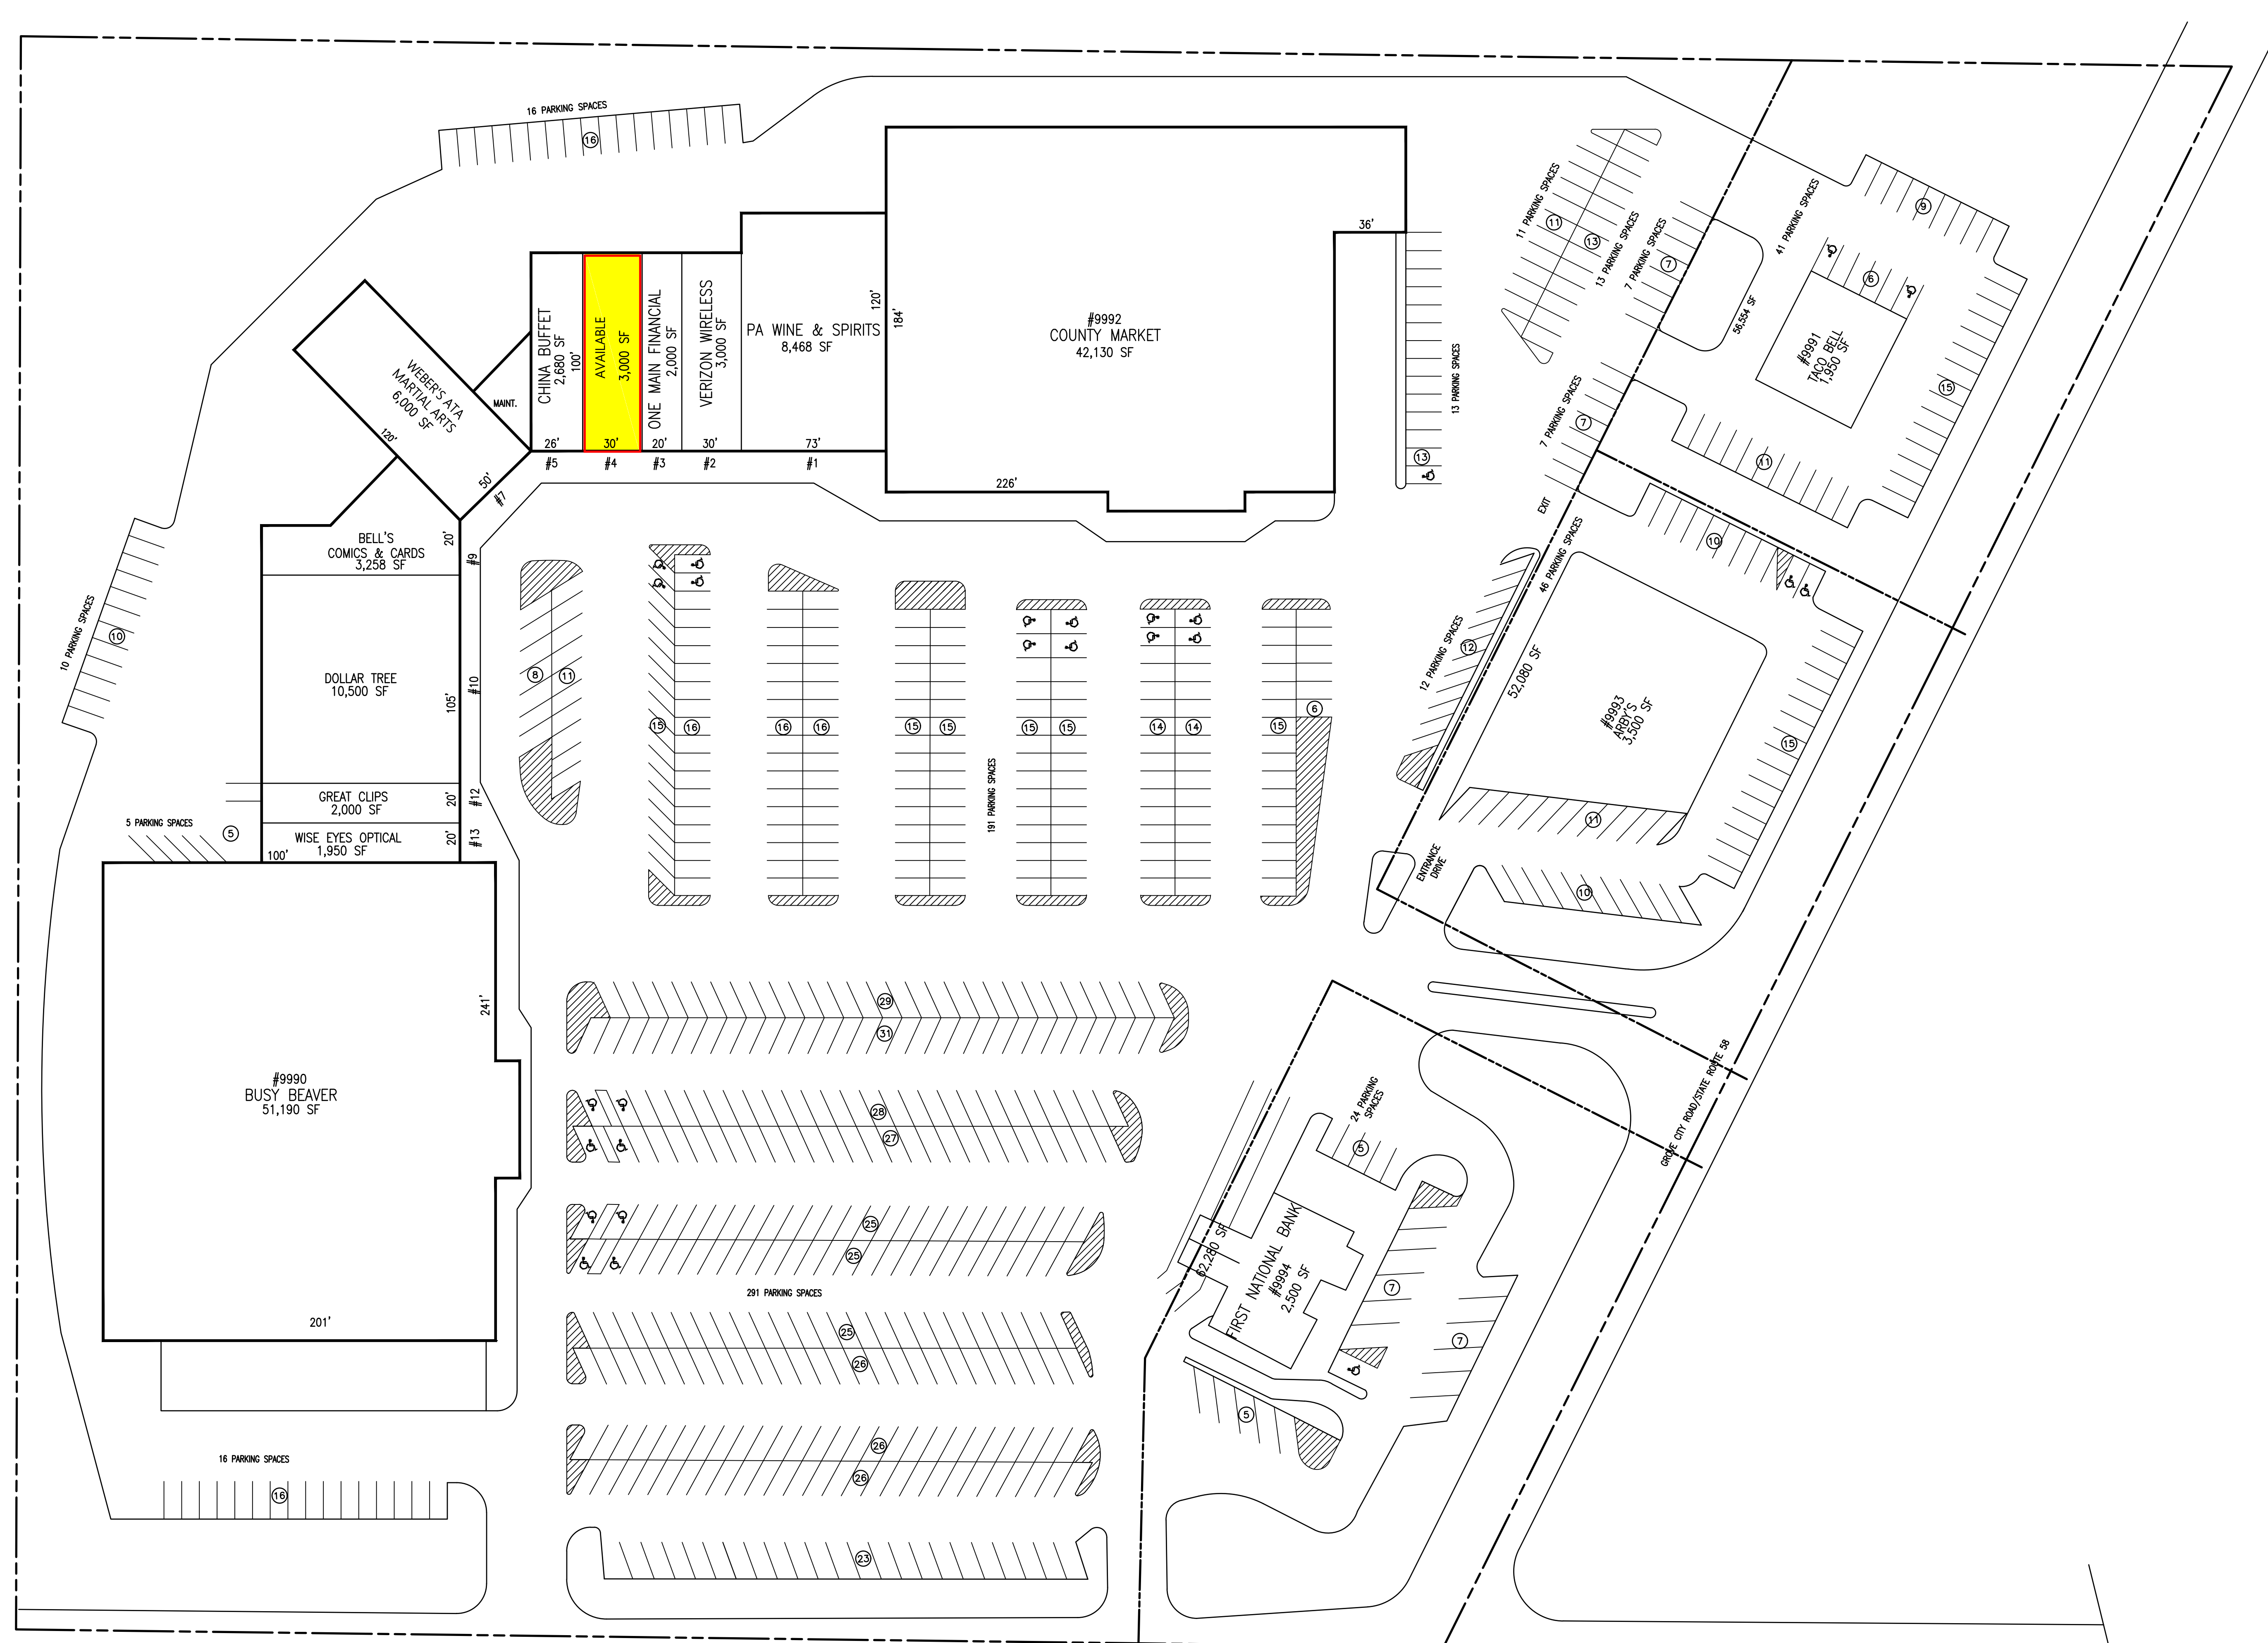 16 PARKING SPACES
16
CHINA BUFFET
2,680 SF
100'
26'
#5
AVAILABLE
3,000 SF
30'
#4
ONE MAIN FINANCIAL
2,000 SF
20'
#3
VERIZON WIRELESS
3,000 SF
30'
#2
PA WINE & SPIRITS
8,468 SF
120'
73'
#1
184'
#9992
COUNTY MARKET
42,130 SF
36'
226'
13 PARKING SPACES
13
11 PARKING SPACES
11
13
13 PARKING SPACES
7 PARKING SPACES
7
7 PARKING SPACES
7
41 PARKING SPACES
9
6
56,554 SF
#9991
TACO BELL
1,950 SF
15
11
WEBER'S ATA
MARTIAL ARTS
6,000 SF
120'
MAINT.
50'
#7
BELL'S
COMICS & CARDS
3,258 SF
20'
#9
10 PARKING SPACES
10
DOLLAR TREE
10,500 SF
105'
#10
GREAT CLIPS
2,000 SF
20'
#12
5 PARKING SPACES
5
WISE EYES OPTICAL
1,950 SF
100'
20'
#13
8
11
15
16
16
16
15
15
15
15
14
14
15
6
191 PARKING SPACES
EXIT
46 PARKING SPACES
10
12 PARKING SPACES
12
52,080 SF
#9993
ARBY'S
3,500 SF
15
11
10
ENTRANCE
DRIVE
241'
#9990
BUSY BEAVER
51,190 SF
201'
29
31
28
27
25
25
291 PARKING SPACES
25
26
26
26
23
16 PARKING SPACES
16
24 PARKING
SPACES
5
62,280 SF
FIRST NATIONAL BANK
#9994
2,500 SF
7
7
5
GROVE CITY ROAD/STATE ROUTE 58